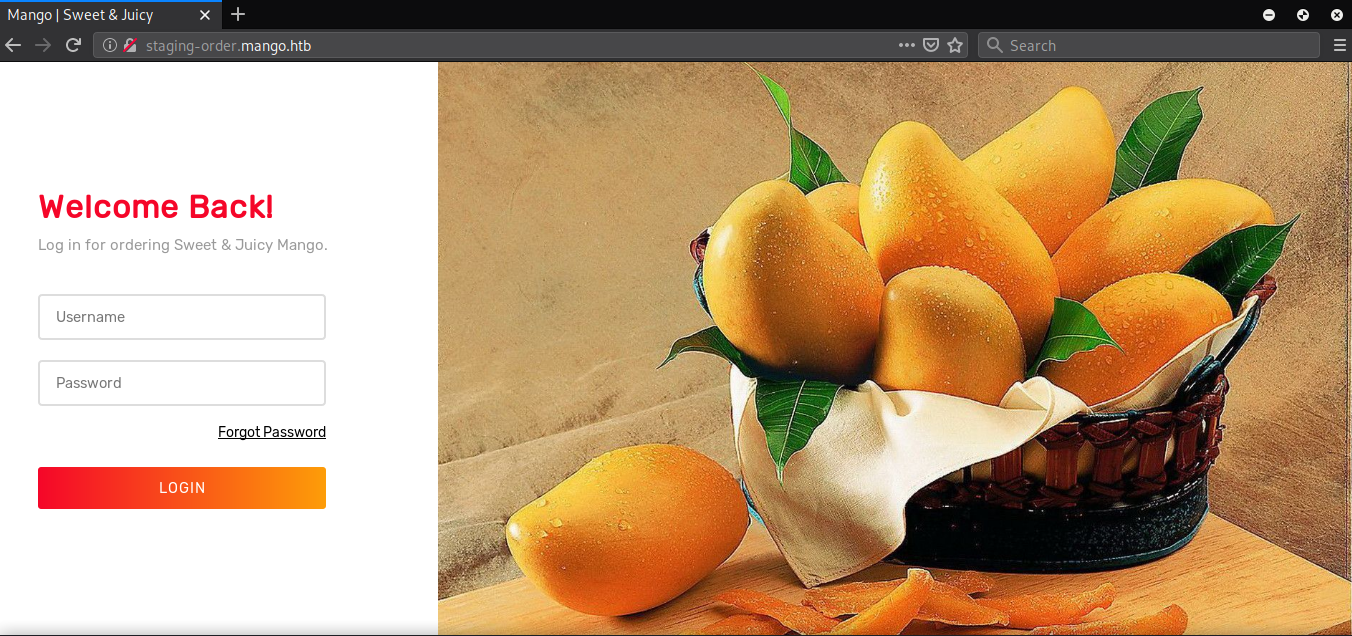 Mango | Sweet & Juicy
staging-order.mango.htb
Search
Welcome Back!
Log in for ordering Sweet & Juicy Mango.
Username
Password
Forgot Password
LOGIN